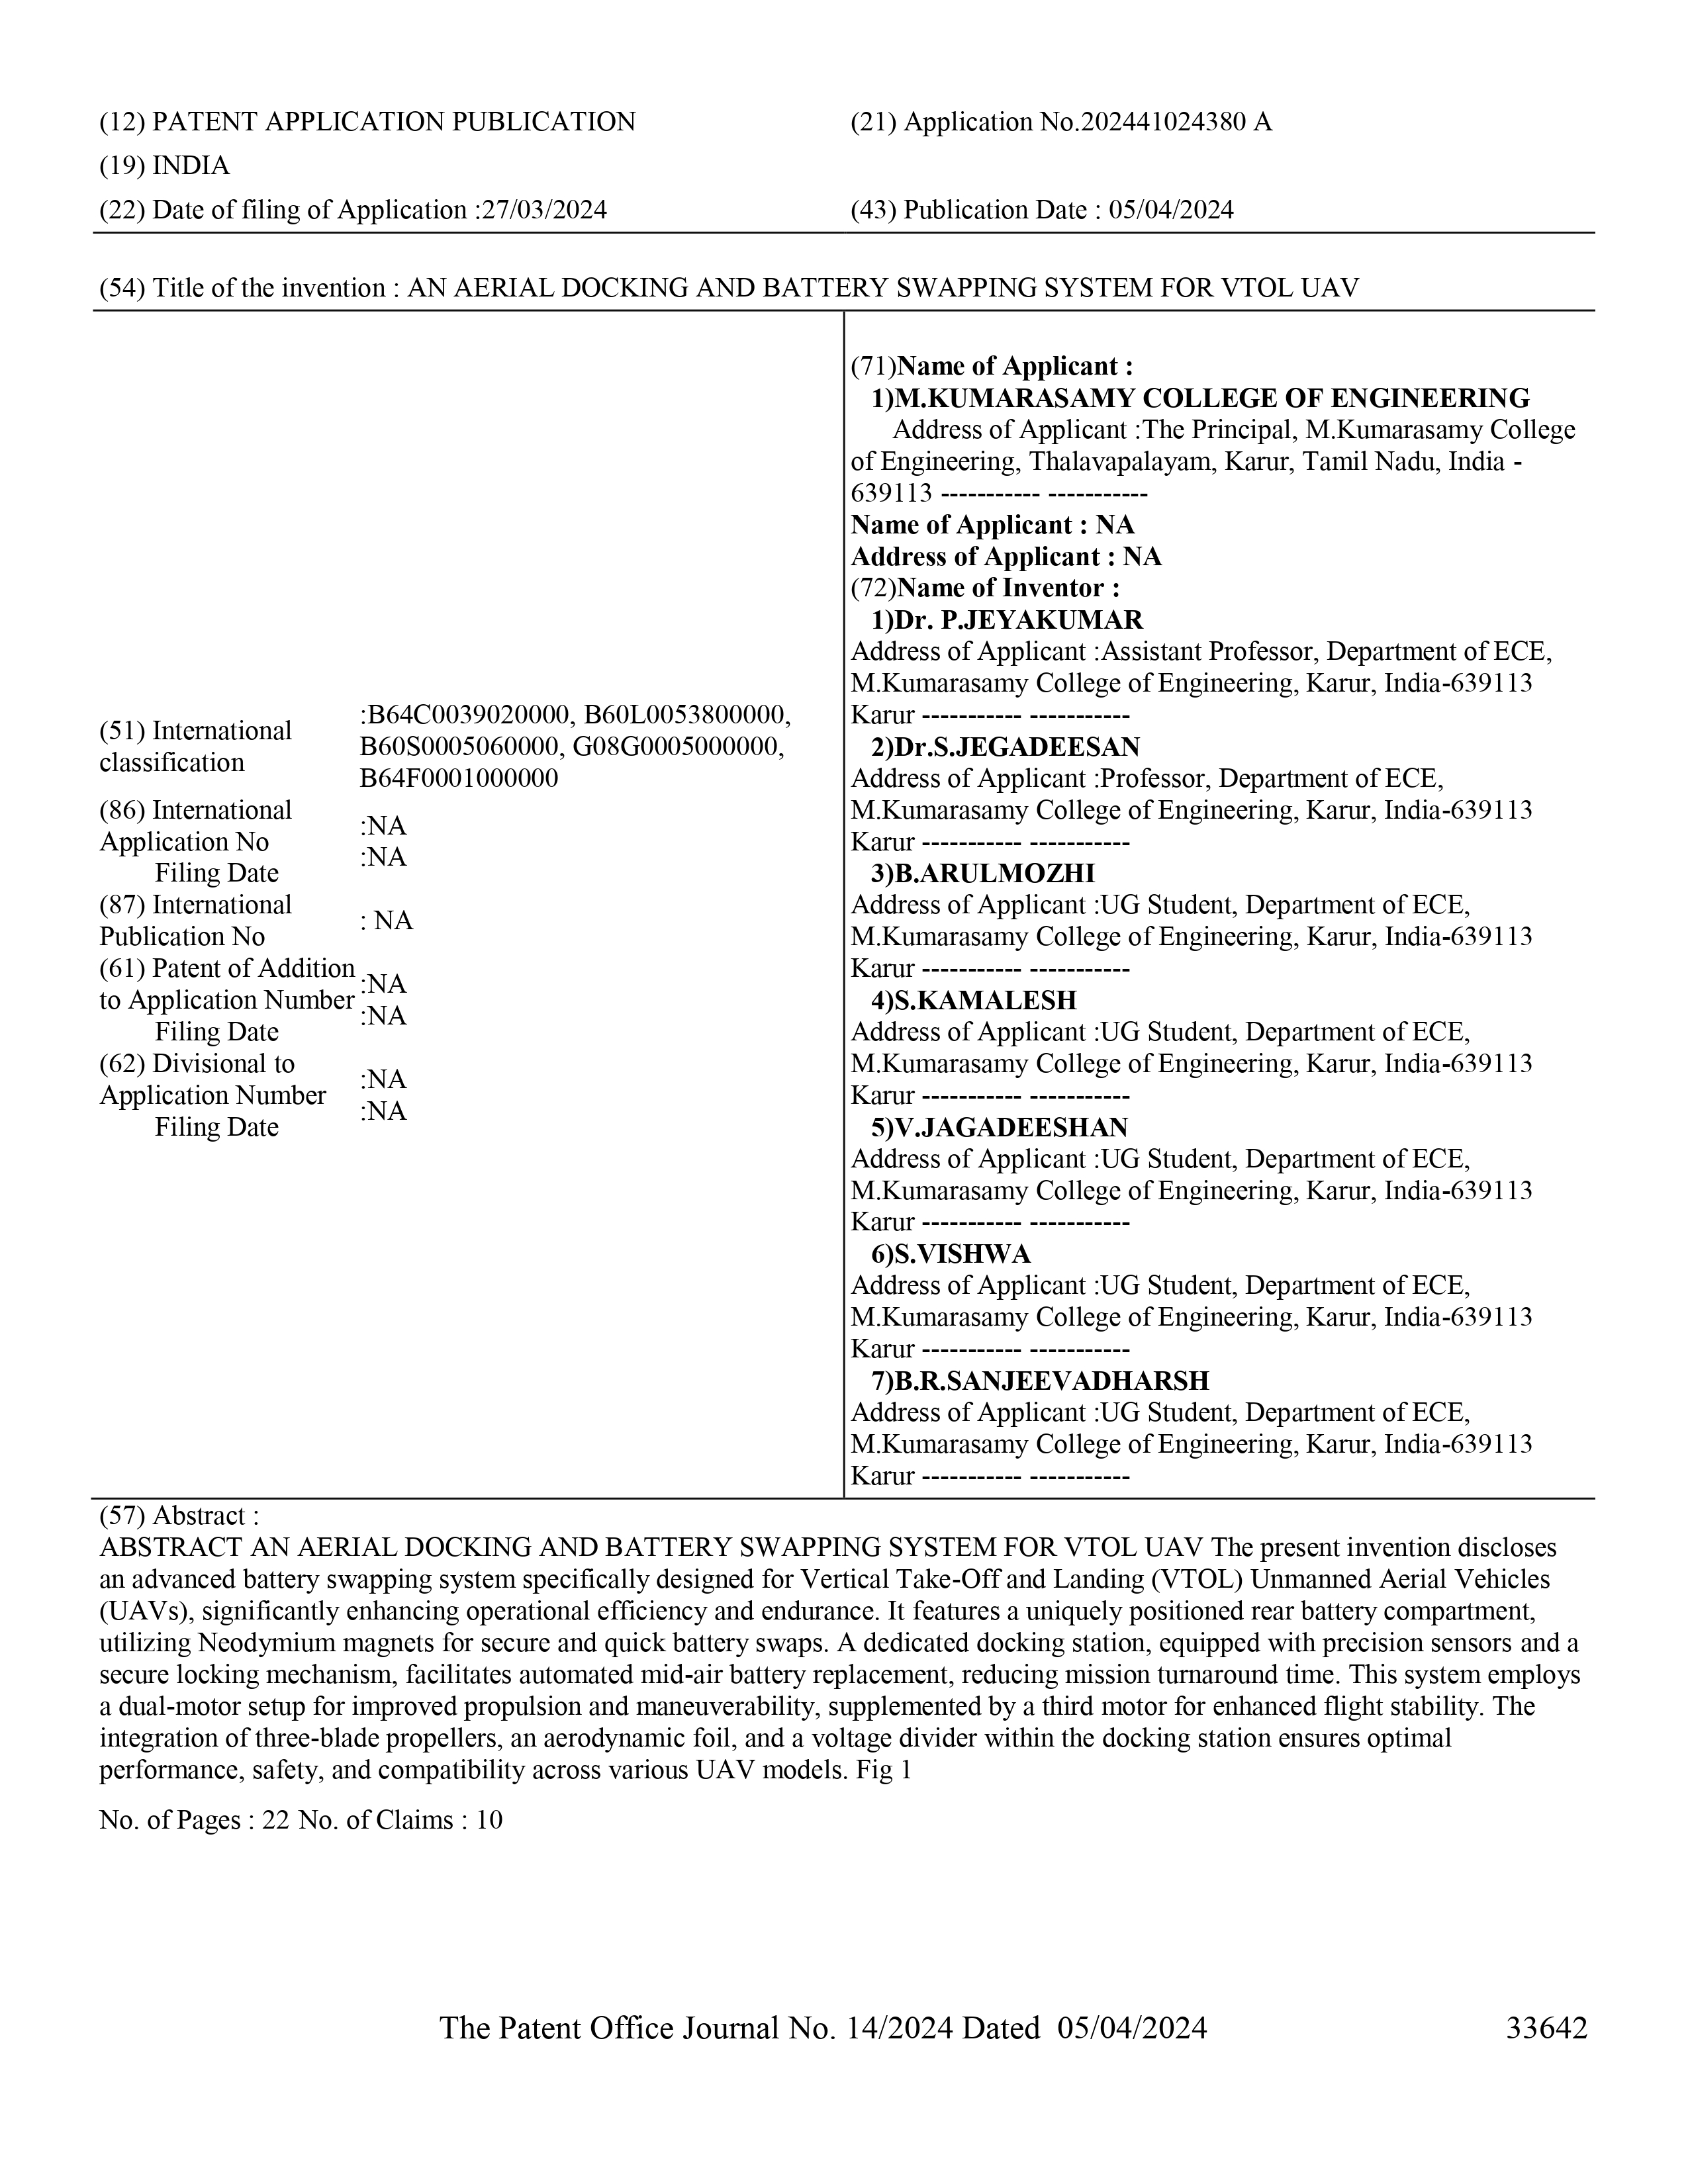 (12) PATENT APPLICATION PUBLICATION
(21) Application No.202441024380 A
(19) INDIA
(22) Date of filing of Application :27/03/2024
(43) Publication Date : 05/04/2024
(54) Title of the invention : AN AERIAL DOCKING AND BATTERY SWAPPING SYSTEM FOR VTOL UAV
(51) International
classification
:B64C0039020000, B60L0053800000,
B60S0005060000, G08G0005000000,
B64F0001000000
(86) International
Application No
Filing Date
:NA
:NA
(87) International
Publication No
: NA
(61) Patent of Addition
to Application Number
Filing Date
:NA
:NA
(62) Divisional to
Application Number
Filing Date
:NA
:NA
(71)Name of Applicant :
1)M.KUMARASAMY COLLEGE OF ENGINEERING
Address of Applicant :The Principal, M.Kumarasamy College
of Engineering, Thalavapalayam, Karur, Tamil Nadu, India -
639113 ----------- -----------
Name of Applicant : NA
Address of Applicant : NA
(72)Name of Inventor :
1)Dr. P.JEYAKUMAR
Address of Applicant :Assistant Professor, Department of ECE,
M.Kumarasamy College of Engineering, Karur, India-639113
Karur ----------- -----------
2)Dr.S.JEGADEESAN
Address of Applicant :Professor, Department of ECE,
M.Kumarasamy College of Engineering, Karur, India-639113
Karur ----------- -----------
3)B.ARULMOZHI
Address of Applicant :UG Student, Department of ECE,
M.Kumarasamy College of Engineering, Karur, India-639113
Karur ----------- -----------
4)S.KAMALESH
Address of Applicant :UG Student, Department of ECE,
M.Kumarasamy College of Engineering, Karur, India-639113
Karur ----------- -----------
5)V.JAGADEESHAN
Address of Applicant :UG Student, Department of ECE,
M.Kumarasamy College of Engineering, Karur, India-639113
Karur ----------- -----------
6)S.VISHWA
Address of Applicant :UG Student, Department of ECE,
M.Kumarasamy College of Engineering, Karur, India-639113
Karur ----------- -----------
7)B.R.SANJEEVADHARSH
Address of Applicant :UG Student, Department of ECE,
M.Kumarasamy College of Engineering, Karur, India-639113
Karur ----------- -----------
(57) Abstract :
ABSTRACT AN AERIAL DOCKING AND BATTERY SWAPPING SYSTEM FOR VTOL UAV The present invention discloses
an advanced battery swapping system specifically designed for Vertical Take-Off and Landing (VTOL) Unmanned Aerial Vehicles
(UAVs), significantly enhancing operational efficiency and endurance. It features a uniquely positioned rear battery compartment,
utilizing Neodymium magnets for secure and quick battery swaps. A dedicated docking station, equipped with precision sensors and a
secure locking mechanism, facilitates automated mid-air battery replacement, reducing mission turnaround time. This system employs
a dual-motor setup for improved propulsion and maneuverability, supplemented by a third motor for enhanced flight stability. The
integration of three-blade propellers, an aerodynamic foil, and a voltage divider within the docking station ensures optimal
performance, safety, and compatibility across various UAV models. Fig 1
No. of Pages : 22 No. of Claims : 10
The Patent Office Journal No. 14/2024 Dated 05/04/2024
33642